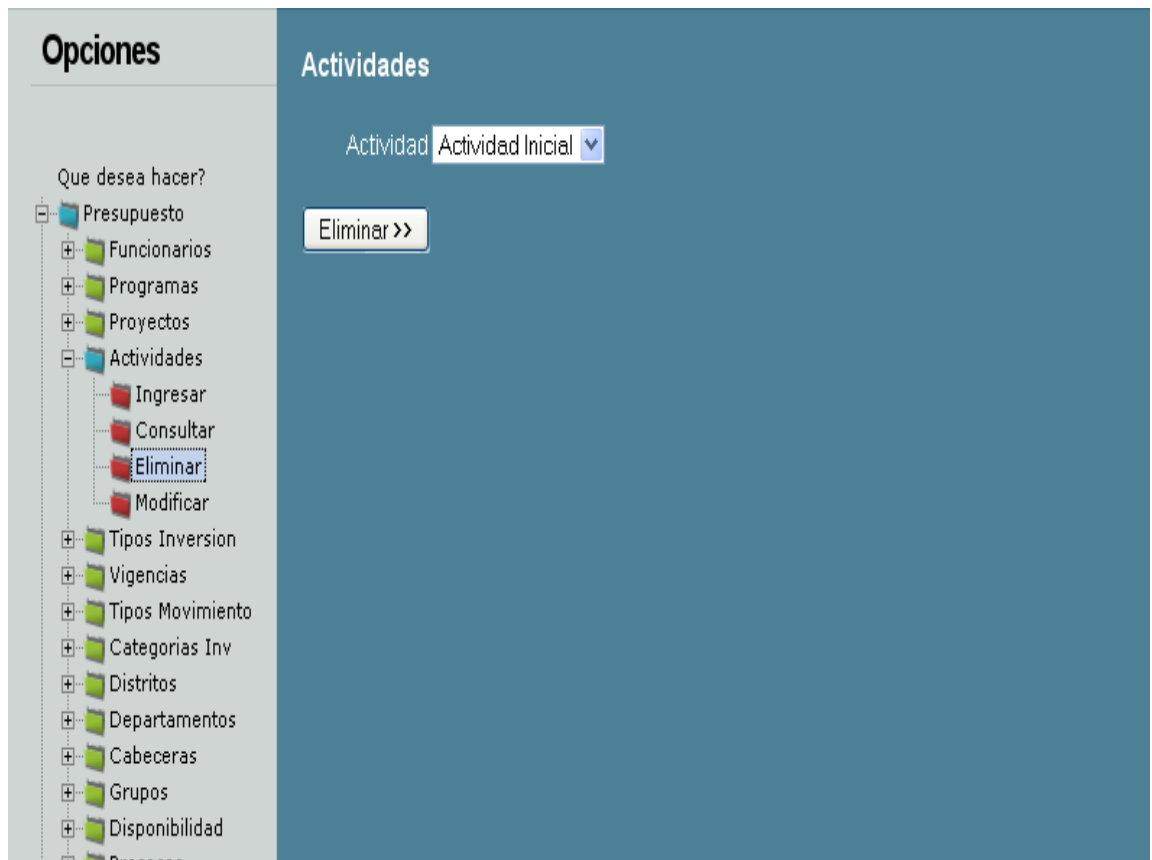 Opciones
Que desea hacer?
Presupuesto
Funcionarios
Programas
Proyectos
Actividades
Ingresar
Consultar
Eliminar
Modificar
Tipos Inversion
Vigencias
Tipos Movimiento
Categorias Inv
Distritos
Departamentos
Cabeceras
Grupos
Disponibilidad
Actividades
Actividad Actividad Inicial
Eliminar >>